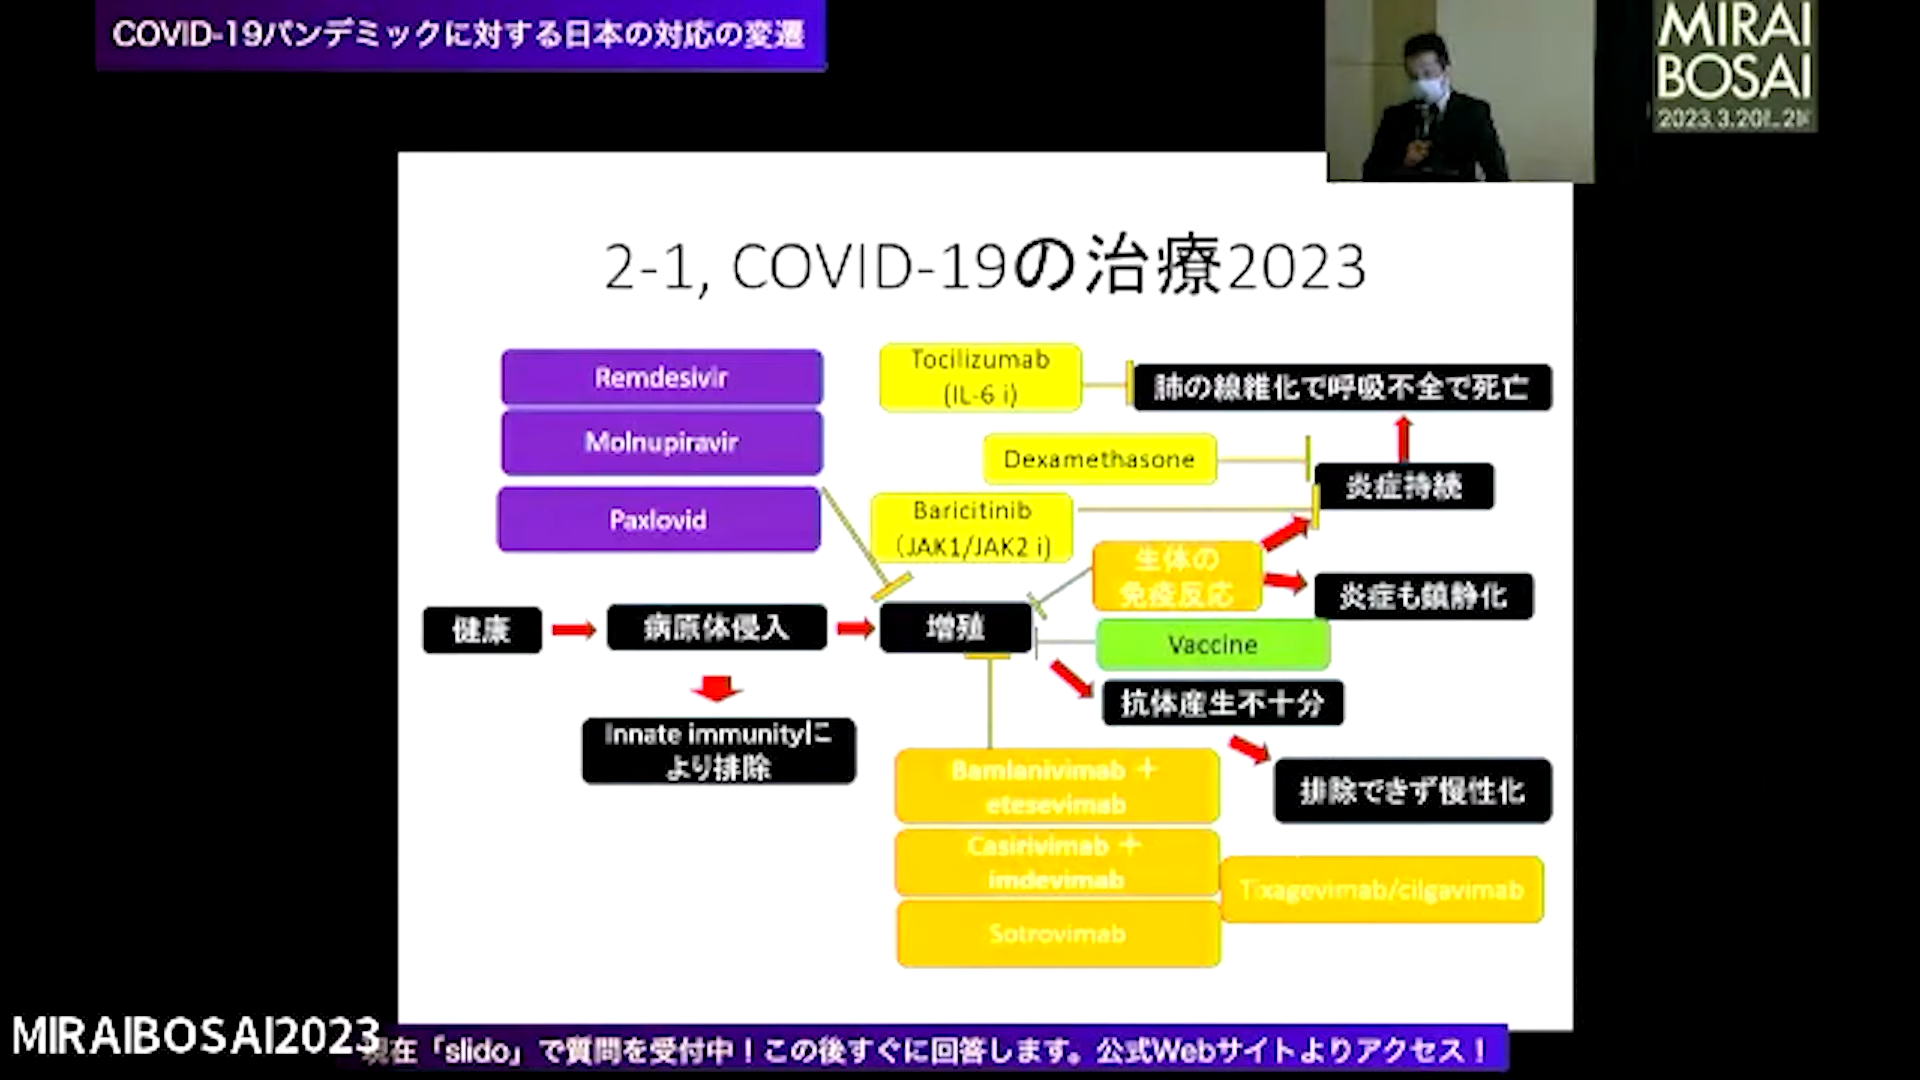 COVID-19パンデミックに対する日本の対応の変遷
MIRAI
BOSAI
2-1, COVID-19の治療2023
Remdesivir
Molnupiravir
Paxlovid
Tocilizumab
(IL-6 i)
肺の線維化で呼吸不全で死亡
Dexamethasone
炎症持続
Baricitinib
(JAK1/JAK2 i)
生体の
免疫反応
炎症も鎮静化
健康
病原体侵入
増殖
Vaccine
抗体産生不十分
Innate immunityに
より排除
排除できず慢性化
Bamlanivimab +
etesevimab
Casirivimab +
imdevimab
Tixagevimab/cilgavimab
Sotrovimab
MIRAIBOSAI2023
現在「slido」で質問を受付中！この後すぐに回答します。公式Webサイトよりアクセス！